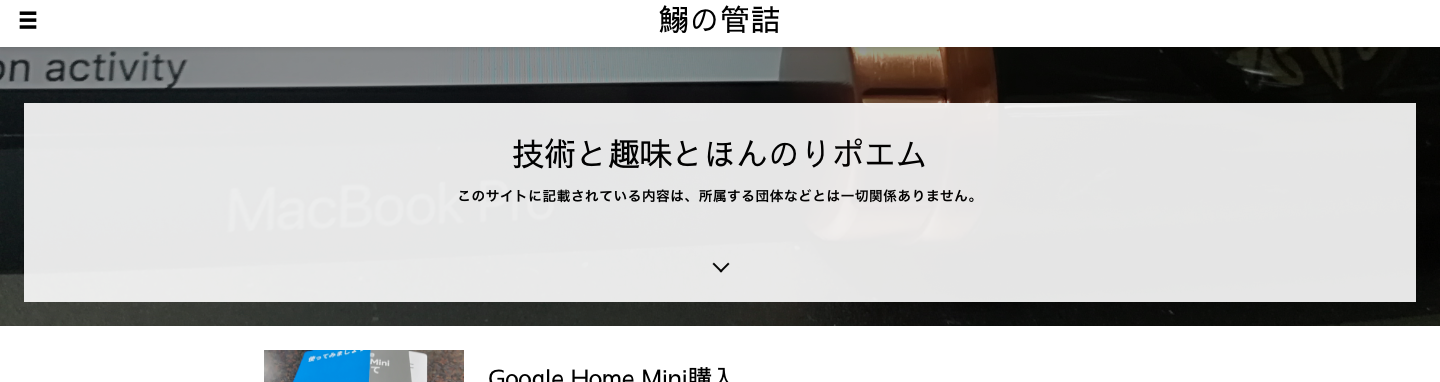 鰯の管詰
on activity
技術と趣味とほんのりポエム
このサイトに記載されている内容は、所属する団体などとは一切関係ありません。
MacBook Pro
Mini
て
Google Home Mini購入